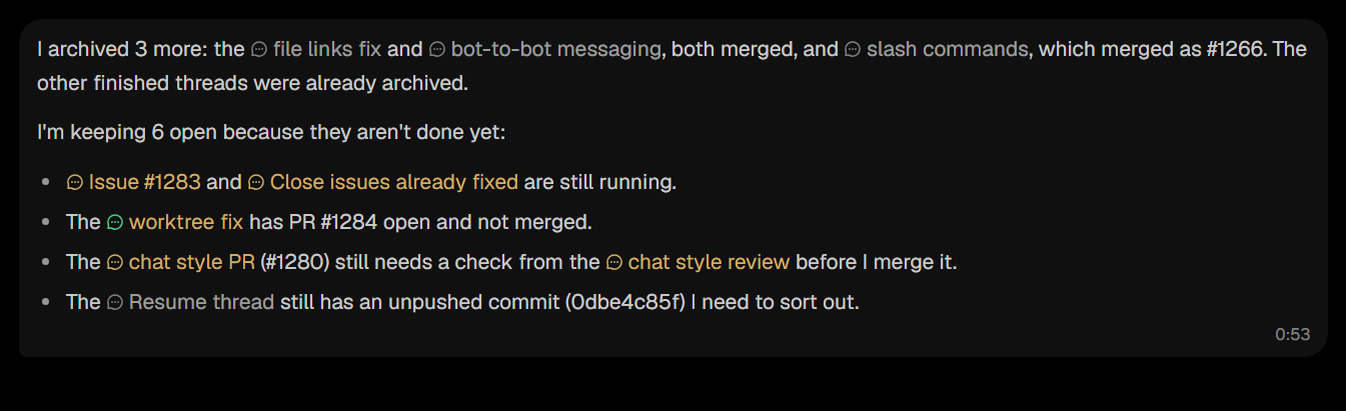 I archived 3 more: the file links fix and bot-to-bot messaging, both merged, and slash commands, which merged as #1266. The
other finished threads were already archived.
I'm keeping 6 open because they aren't done yet:
• Issue #1283 and Close issues already fixed are still running.
• The worktree fix has PR #1284 open and not merged.
• The chat style PR (#1280) still needs a check from the chat style review before I merge it.
• The Resume thread still has an unpushed commit (0dbe4c85f) I need to sort out.
0:53